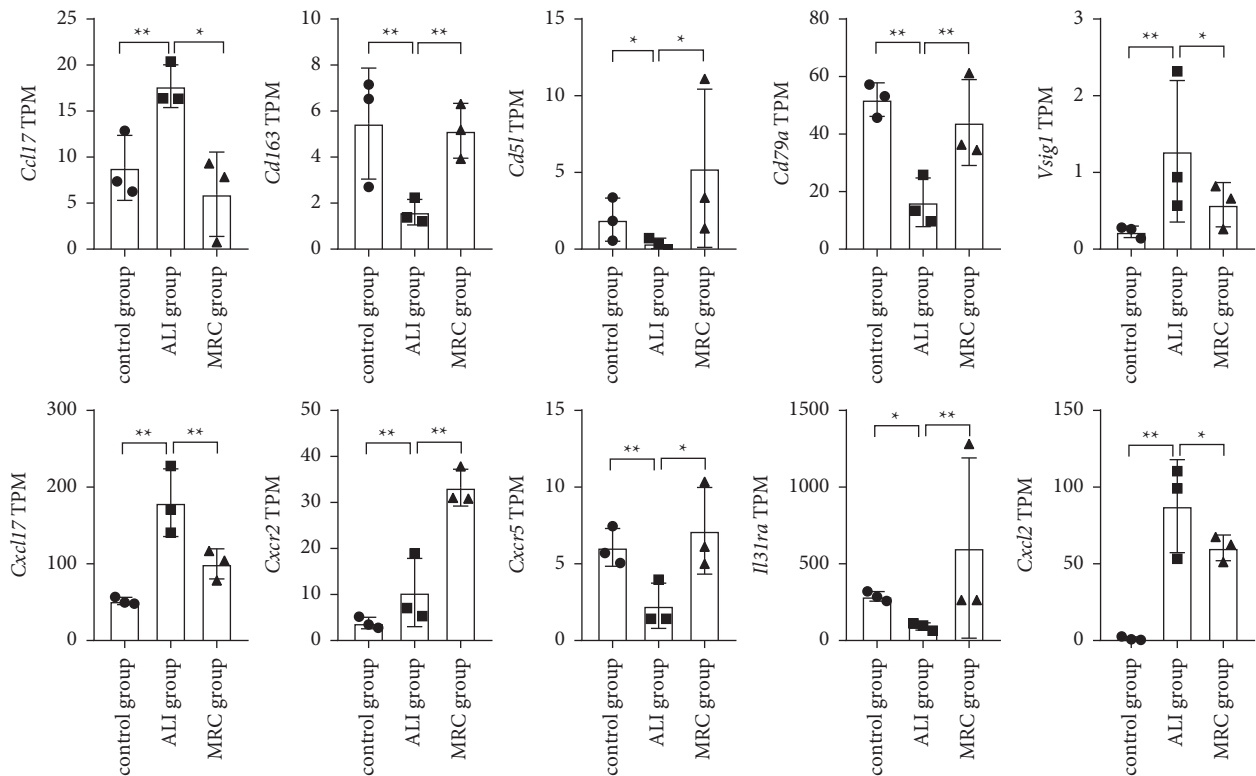 Ccl17 TPM
25
20
15
10
5
0
** *
control group
ALI group
MRC group
Cd163 TPM
8
6
4
2
0
** **
control group
ALI group
MRC group
Cd5l TPM
15
10
5
0
* *
control group
ALI group
MRC group
Cd79a TPM
80
60
40
20
0
** **
control group
ALI group
MRC group
Vsig1 TPM
3
2
1
0
** *
control group
ALI group
MRC group
Cxcl17 TPM
300
200
100
0
** **
control group
ALI group
MRC group
Cxcr2 TPM
50
40
30
20
10
0
** **
control group
ALI group
MRC group
Cxcr5 TPM
15
10
5
0
** *
control group
ALI group
MRC group
Il31ra TPM
1500
1000
500
0
* **
control group
ALI group
MRC group
Cxcl2 TPM
150
100
50
0
** *
control group
ALI group
MRC group